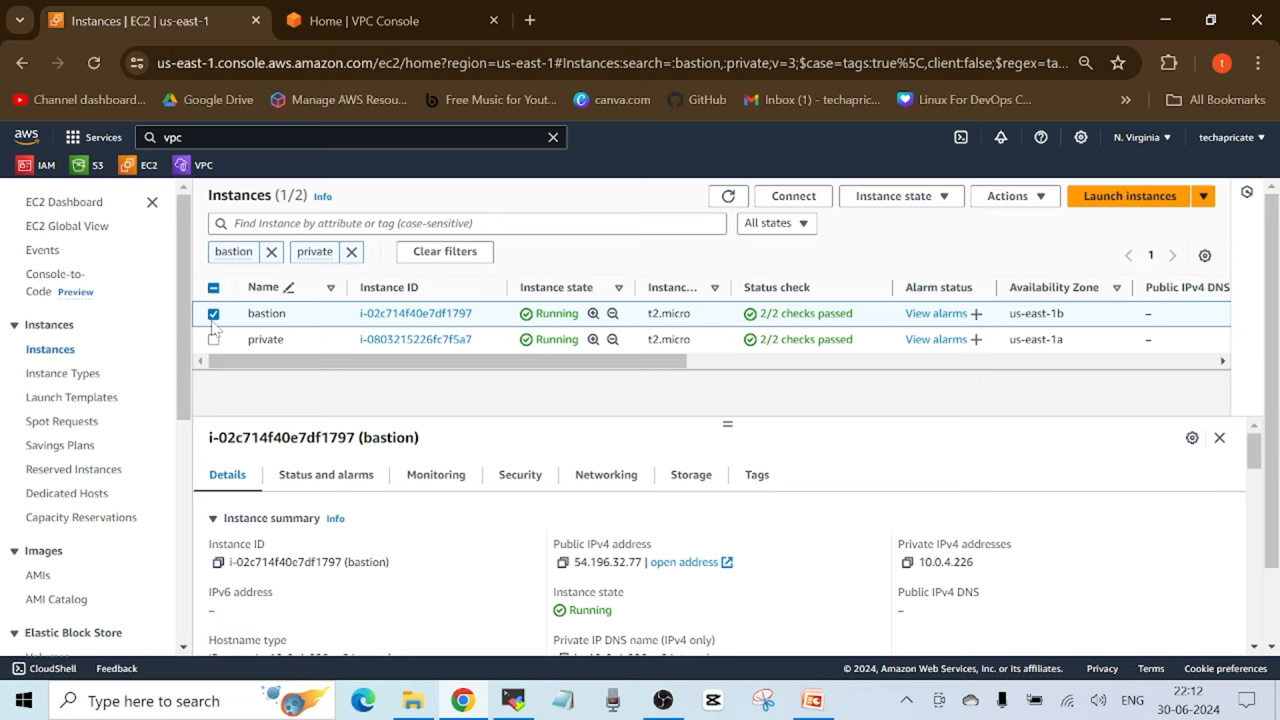 Instances | EC2 | us-east-1
Home | VPC Console
us-east-1.console.aws.amazon.com/ec2/home?region=us-east-1#Instances:search=:bastion,:private;v=3;$case=tags:true%5C,client:false;$regex=ta...
t
Channel dashboard...
Google Drive
Manage AWS Resou...
Free Music for Yout...
canva.com
GitHub
Inbox (1) - techapric...
Linux For DevOps C...
All Bookmarks
aws
Services
vpc
N. Virginia
techapricate
IAM
S3
EC2
VPC
EC2 Dashboard
EC2 Global View
Events
Console-to-
Code Preview
Instances
Instances
Instance Types
Launch Templates
Spot Requests
Savings Plans
Reserved Instances
Dedicated Hosts
Capacity Reservations
Images
AMIs
AMI Catalog
Elastic Block Store
Instances (1/2) Info
Connect
Instance state
Actions
Launch instances
Find Instance by attribute or tag (case-sensitive)
All states
bastion
private
Clear filters
1
Name Instance ID Instance state Instanc... Status check Alarm status Availability Zone Public IPv4 DNS
bastion i-02c714f40e7df1797 Running t2.micro 2/2 checks passed View alarms + us-east-1b –
private i-0803215226fc7f5a7 Running t2.micro 2/2 checks passed View alarms + us-east-1a –
i-02c714f40e7df1797 (bastion)
Details
Status and alarms
Monitoring
Security
Networking
Storage
Tags
Instance summary Info
Instance ID
i-02c714f40e7df1797 (bastion)
Public IPv4 address
54.196.32.77 | open address
Private IPv4 addresses
10.0.4.226
IPv6 address
–
Instance state
Running
Public IPv4 DNS
–
Hostname type
Private IP DNS name (IPv4 only)
CloudShell
Feedback
© 2024, Amazon Web Services, Inc. or its affiliates.
Privacy
Terms
Cookie preferences
Type here to search
ENG
22:12
30-06-2024